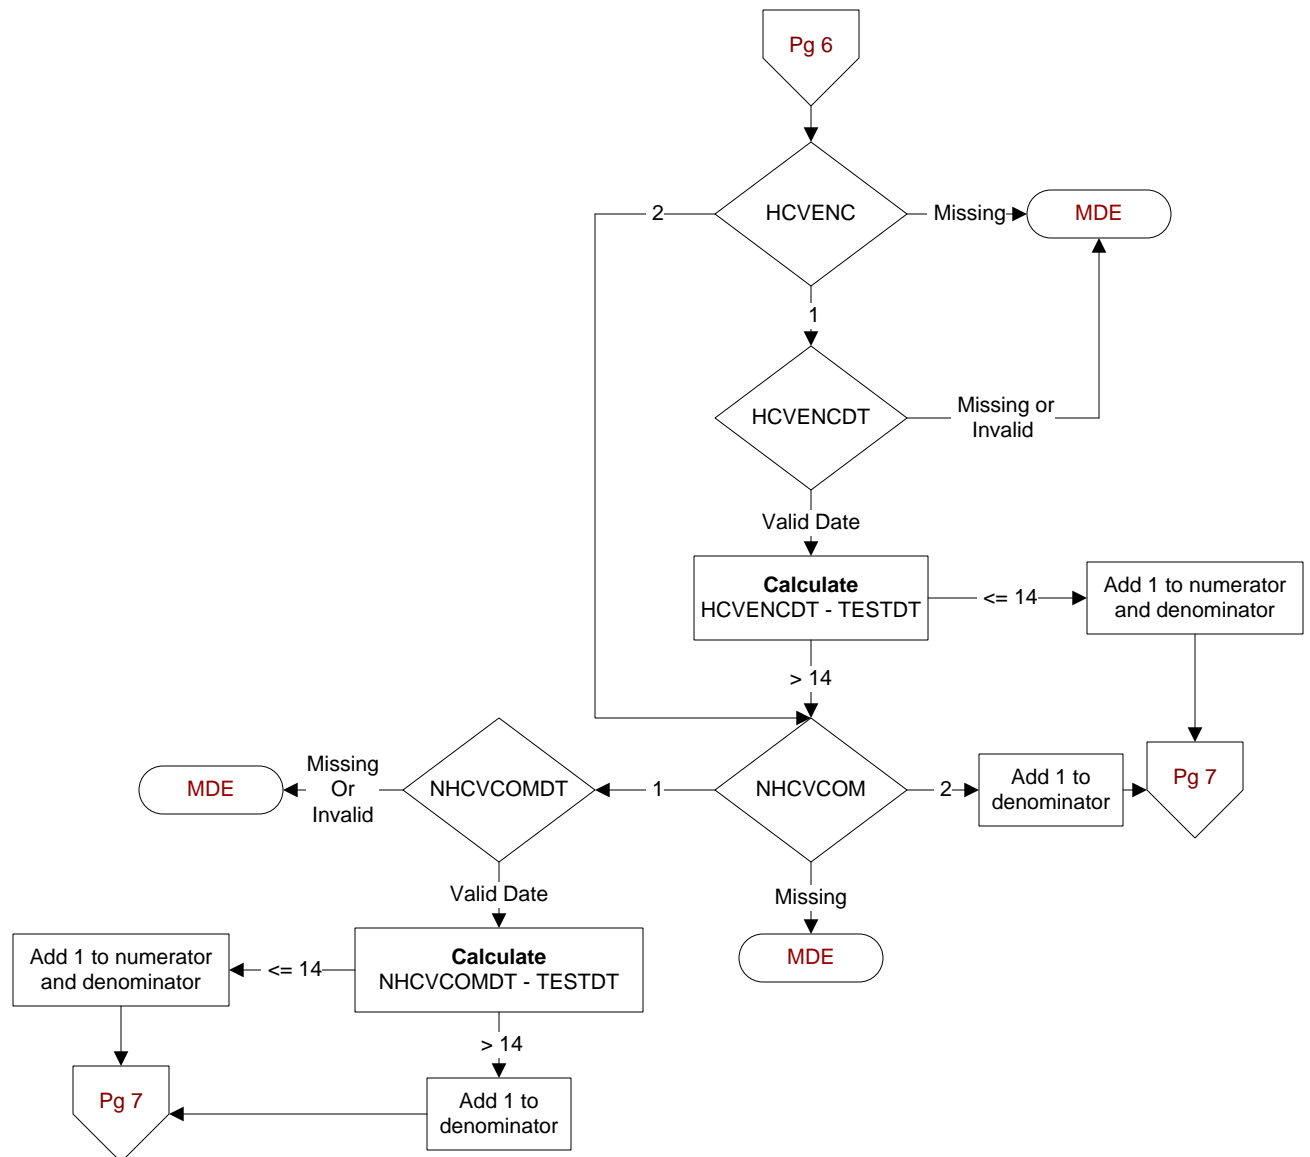 Pg 6
HCVENC
2
Missing
MDE
1
HCVENCDT
Missing or
Invalid
Valid Date
Calculate
HCVENCDT - TESTDT
<= 14
Add 1 to numerator
and denominator
> 14
Missing
Or
Invalid
MDE
NHCVCOMDT
1
NHCVCOM
2
Add 1 to
denominator
Pg 7
Valid Date
Missing
MDE
Calculate
NHCVCOMDT - TESTDT
<= 14
Add 1 to numerator
and denominator
> 14
Pg 7
Add 1 to
denominator